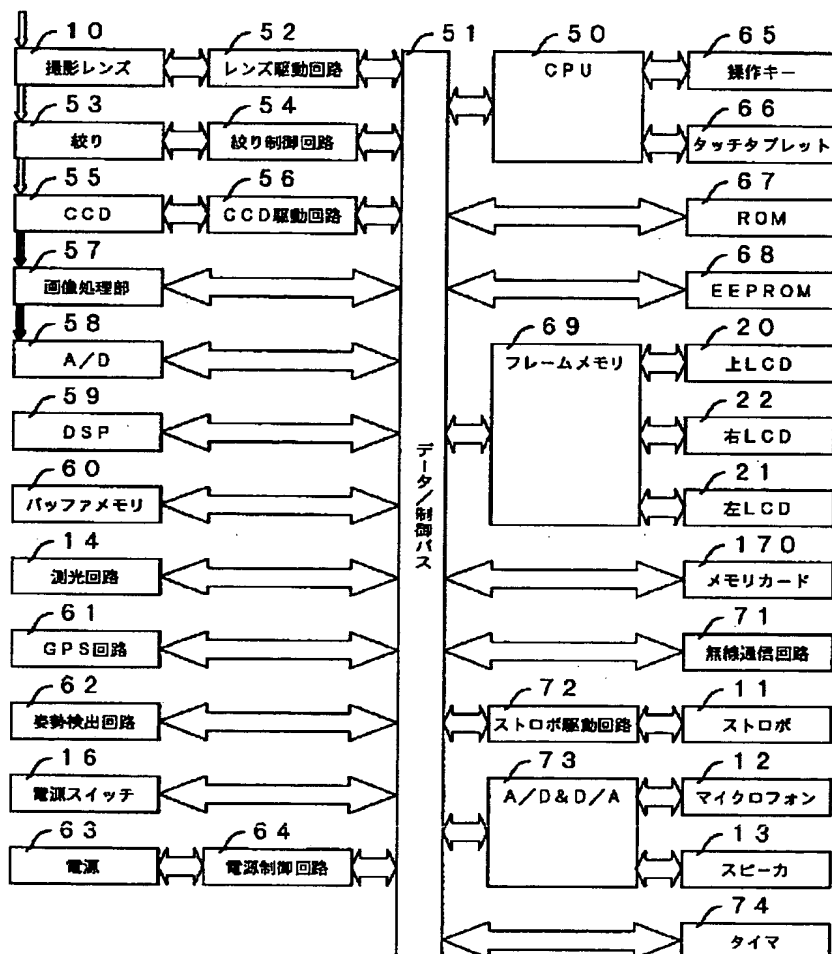 10
撮影レンズ
52
レンズ駆動回路
53
絞り
54
絞り制御回路
55
CCD
56
CCD駆動回路
57
画像処理部
58
A/D
59
DSP
60
バッファメモリ
14
測光回路
61
GPS回路
62
姿勢検出回路
16
電源スイッチ
63
電源
64
電源制御回路
51
データ/制御バス
50
CPU
65
操作キー
66
タッチタブレット
67
ROM
68
EEPROM
69
フレームメモリ
20
上LCD
22
右LCD
21
左LCD
170
メモリカード
71
無線通信回路
72
ストロボ駆動回路
11
ストロボ
73
A/D&D/A
12
マイクロフォン
13
スピーカ
74
タイマ